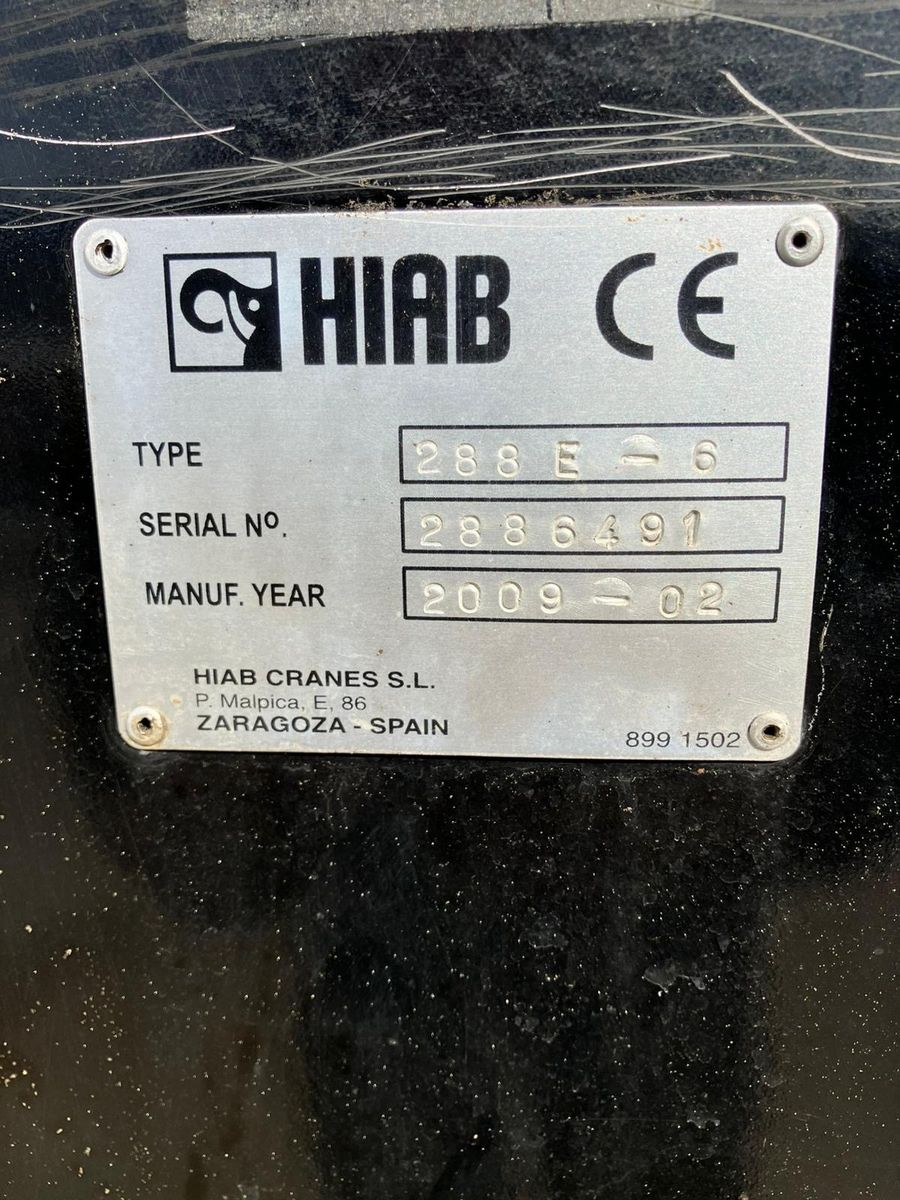 HIAB CE
TYPE 288 E - 6
SERIAL Nº. 2886491
MANUF. YEAR 2009 - 02
HIAB CRANES S.L.
P. Malpica, E, 86
ZARAGOZA - SPAIN
899 1502